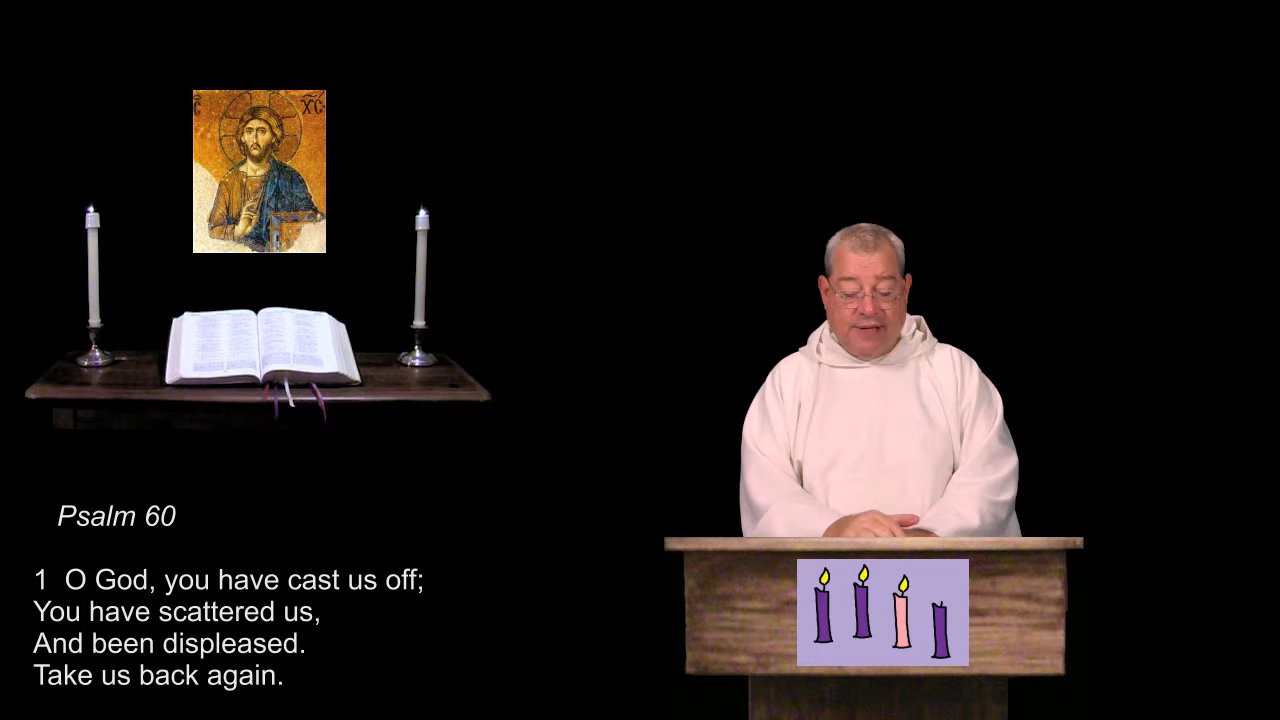 XC
Psalm 60
1 O God, you have cast us off;
You have scattered us,
And been displeased.
Take us back again.